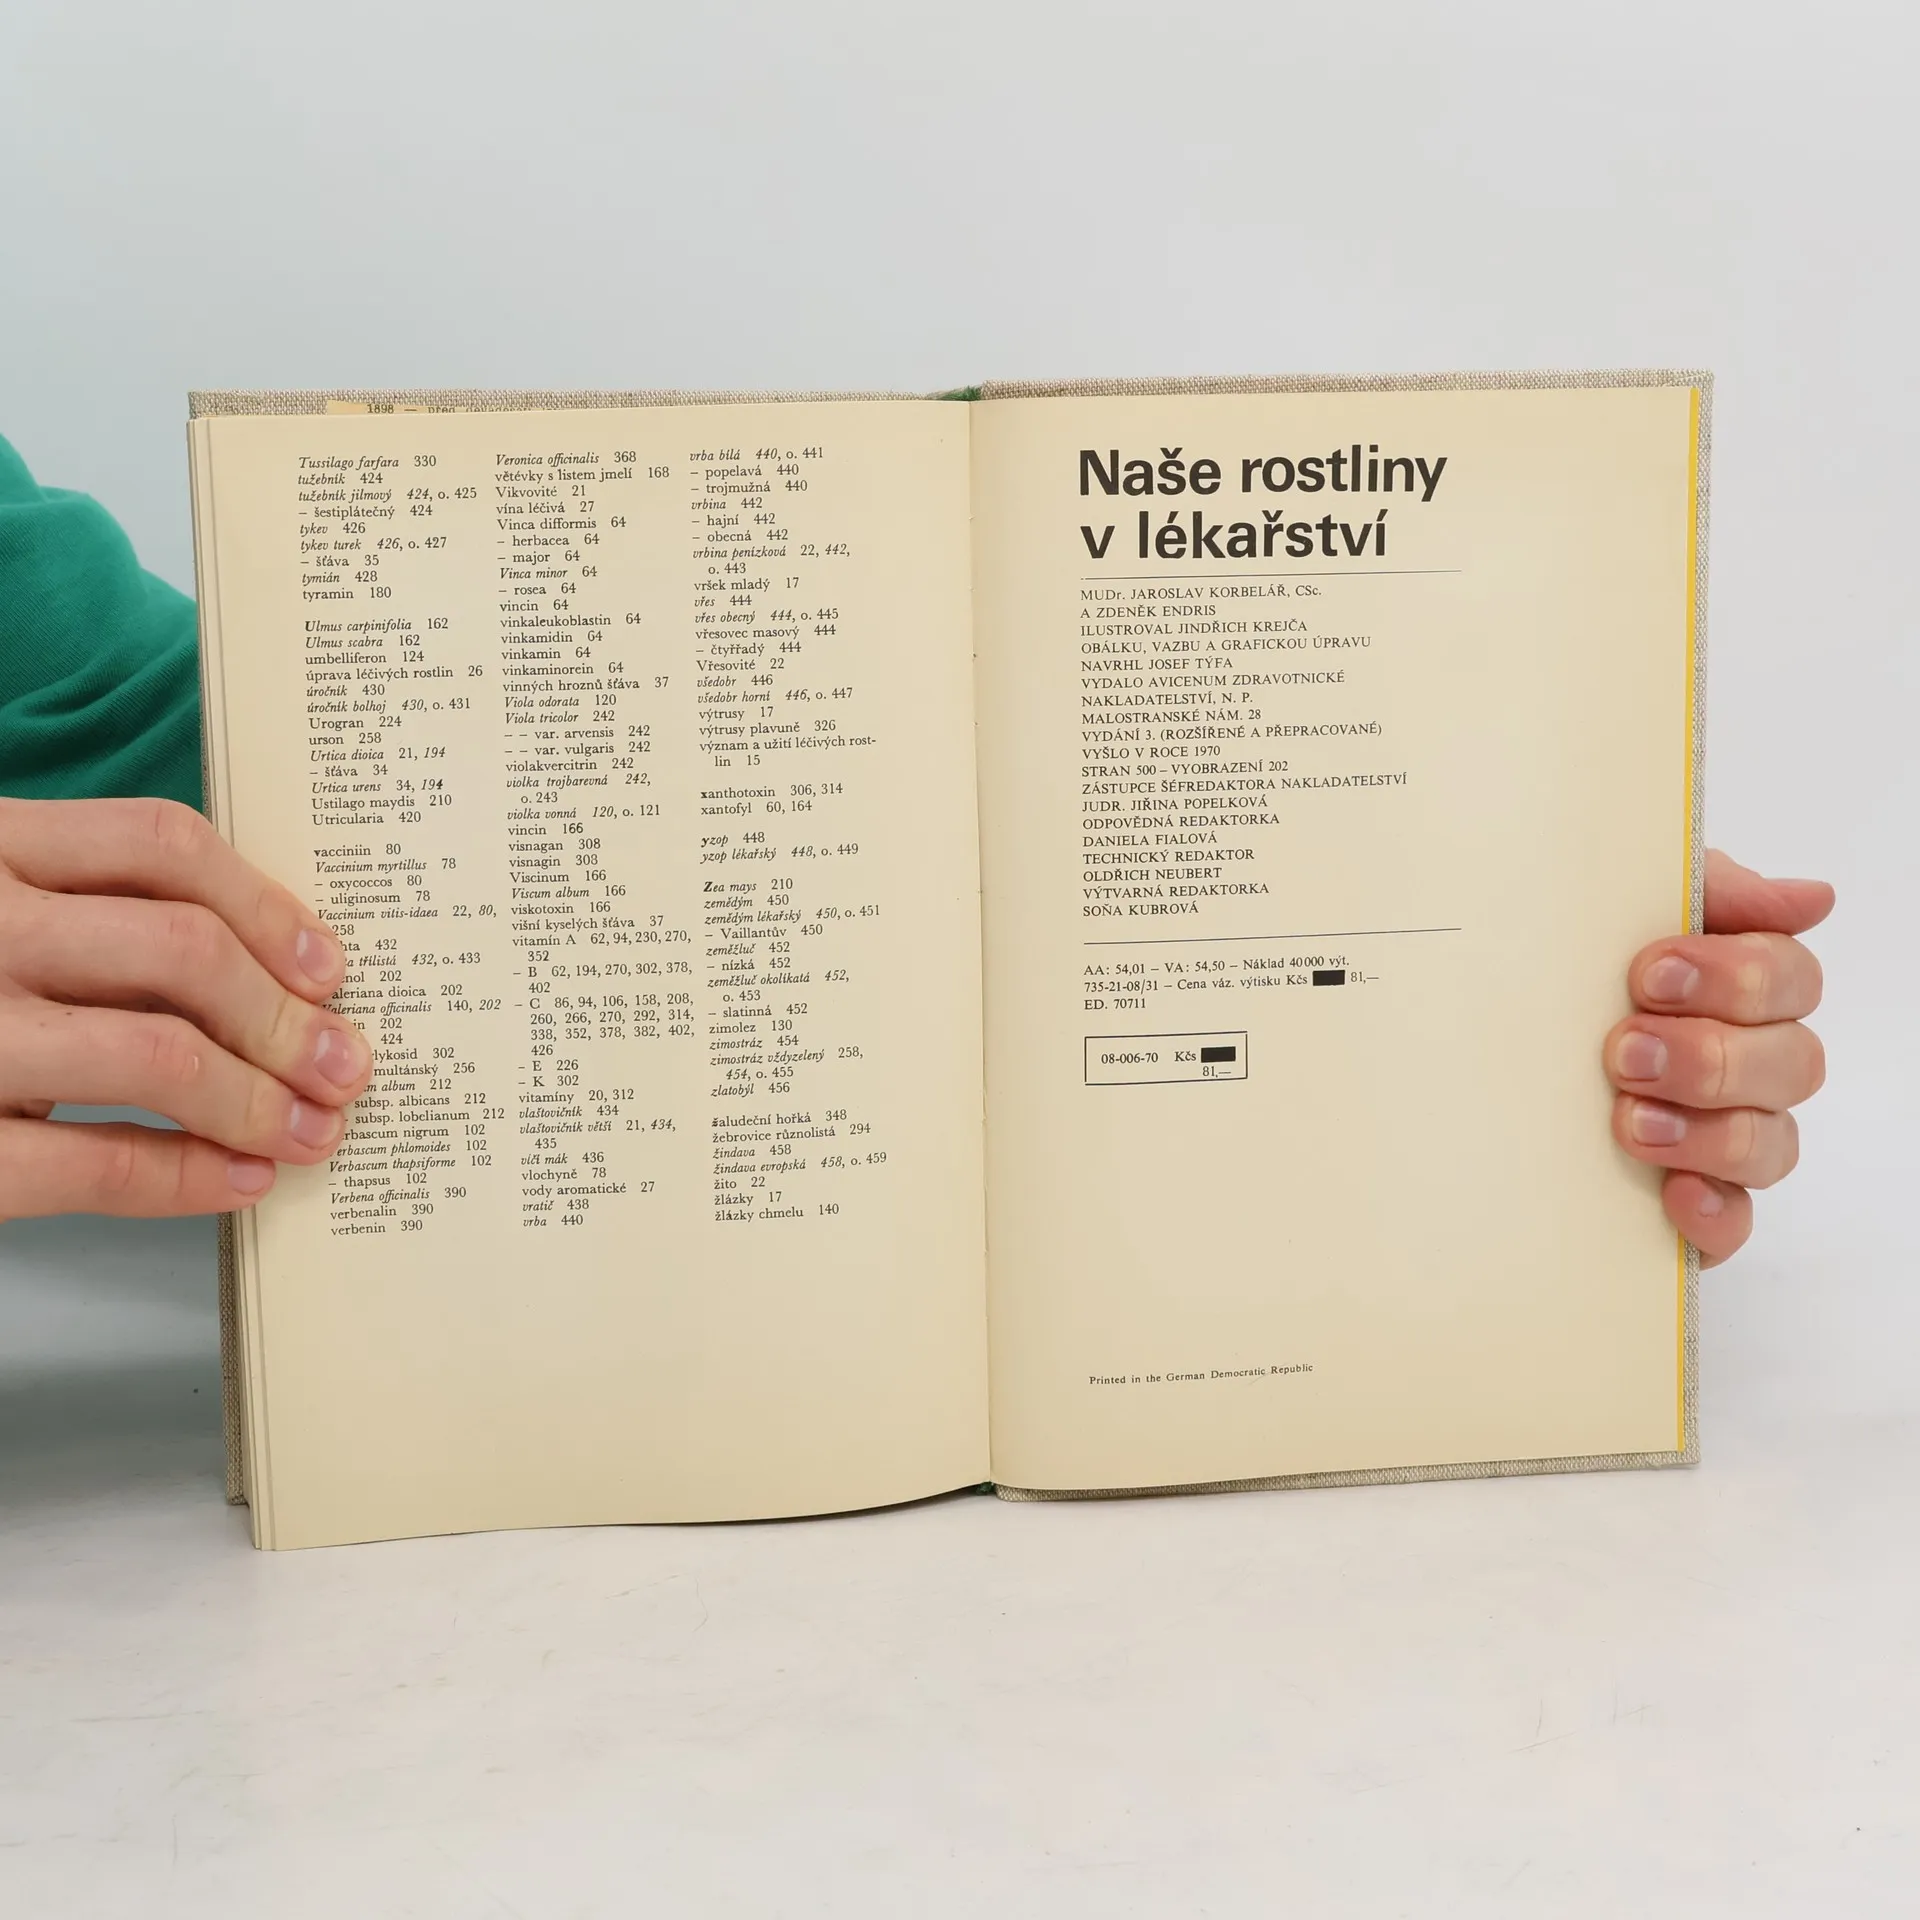 1898 — před
Tussilago farfara 330
tužebník 424
tužebník jilmový 424, o. 425
– šestiplátečný 424
tykev 426
tykev turek 426, o. 427
– šťáva 35
tymián 428
tyramin 180
Ulmus carpinifolia 162
Ulmus scabra 162
umbelliferon 124
úprava léčivých rostlin 26
úročník 430
úročník bolhoj 430, o. 431
Urogran 224
urson 258
Urtica dioica 21, 194
– šťáva 34
Urtica urens 34, 194
Ustilago maydis 210
Utricularia 420
vacciniin 80
Vaccinium myrtillus 78
– oxycoccos 80
– uliginosum 78
Vaccinium vitis-idaea 22, 80,
258
432
třílistá 432, o. 433
202
dioica 202
Valeriana officinalis 140, 202
202
424
302
multánský 256
album 212
subsp. albicans 212
– subsp. lobelianum 212
nigrum 102
phlomoides 102
Verbascum thapsiforme 102
– thapsus 102
Verbena officinalis 390
verbenalin 390
verbenin 390
Veronica officinalis 368
větévky s listem jmelí 168
Vikvovité 21
vína léčivá 27
Vinca difformis 64
– herbacea 64
– major 64
Vinca minor 64
– rosea 64
vincin 64
vinkaleukoblastin 64
vinkamidin 64
vinkamin 64
vinkaminorein 64
vinných hroznů šťáva 37
Viola odorata 120
Viola tricolor 242
– – var. arvensis 242
– – var. vulgaris 242
violakvercitrin 242
violka trojbarevná 242,
o. 243
violka vonná 120, o. 121
vincin 166
visnagan 308
visnagin 308
Viscinum 166
Viscum album 166
viskotoxin 166
višní kyselých šťáva 37
vitamín A 62, 94, 230, 270,
352
– B 62, 194, 270, 302, 378,
402
– C 86, 94, 106, 158, 208,
260, 266, 270, 292, 314,
338, 352, 378, 382, 402,
426
– E 226
– K 302
vitamíny 20, 312
vlaštovičník 434
vlaštovičník větší 21, 434,
435
vlčí mák 436
vlochyně 78
vody aromatické 27
vratič 438
vrba 440
vrba bílá 440, o. 441
– popelavá 440
– trojmužná 440
vrbina 442
– hajní 442
– obecná 442
vrbina penízková 22, 442,
o. 443
vršek mladý 17
vřes 444
vřes obecný 444, o. 445
vřesovec masový 444
– čtyřřadý 444
Vřesovité 22
všedobr 446
všedobr horní 446, o. 447
výtrusy 17
výtrusy plavuně 326
význam a užití léčivých rost-
lin 15
xanthotoxin 306, 314
xantofyl 60, 164
yzop 448
yzop lékařský 448, o. 449
Zea mays 210
zemědým 450
zemědým lékařský 450, o. 451
– Vaillantův 450
zeměžluč 452
– nízká 452
zeměžluč okolíkatá 452,
o. 453
– slatinná 452
zimolez 130
zimostráz 454
zimostráz vždyzelený 258,
454, o. 455
zlatobýl 456
žaludeční hořká 348
žebrovice různolistá 294
žindava 458
žindava evropská 458, o. 459
žito 22
žlázky 17
žlázky chmelu 140
Naše rostliny
v lékařství
MUDr. JAROSLAV KORBELÁŘ, CSc.
A ZDENĚK ENDRIS
ILUSTROVAL JINDŘICH KREJČA
OBÁLKU, VAZBU A GRAFICKOU ÚPRAVU
NAVRHL JOSEF TÝFA
VYDALO AVICENUM ZDRAVOTNICKÉ
NAKLADATELSTVÍ, N. P.
MALOSTRANSKÉ NÁM. 28
VYDÁNÍ 3. (ROZŠÍŘENÉ A PŘEPRACOVANÉ)
VYŠLO V ROCE 1970
STRAN 500 – VYOBRAZENÍ 202
ZÁSTUPCE ŠÉFREDAKTORA NAKLADATELSTVÍ
JUDR. JIŘINA POPELKOVÁ
ODPOVĚDNÁ REDAKTORKA
DANIELA FIALOVÁ
TECHNICKÝ REDAKTOR
OLDŘICH NEUBERT
VÝTVARNÁ REDAKTORKA
SOŇA KUBROVÁ
AA: 54,01 – VA: 54,50 – Náklad 40 000 výt.
735-21-08/31 – Cena váz. výtisku Kčs 81,—
ED. 70711
08-006-70 Kčs
81,—
Printed in the German Democratic Republic